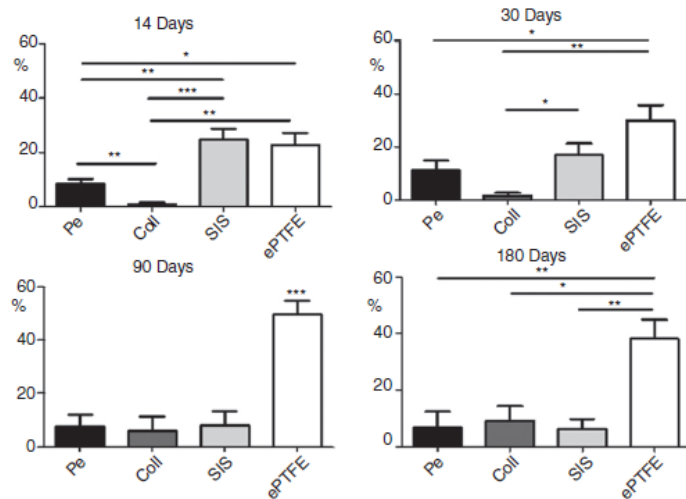 14 Days
%
60
40
20
0
*
**
***
**
**
Pe
Coll
SIS
ePTFE
30 Days
%
60
40
20
0
*
**
*
Pe
Coll
SIS
ePTFE
90 Days
%
60
40
20
0
***
Pe
Coll
SIS
ePTFE
180 Days
%
60
40
20
0
**
*
**
Pe
Coll
SIS
ePTFE